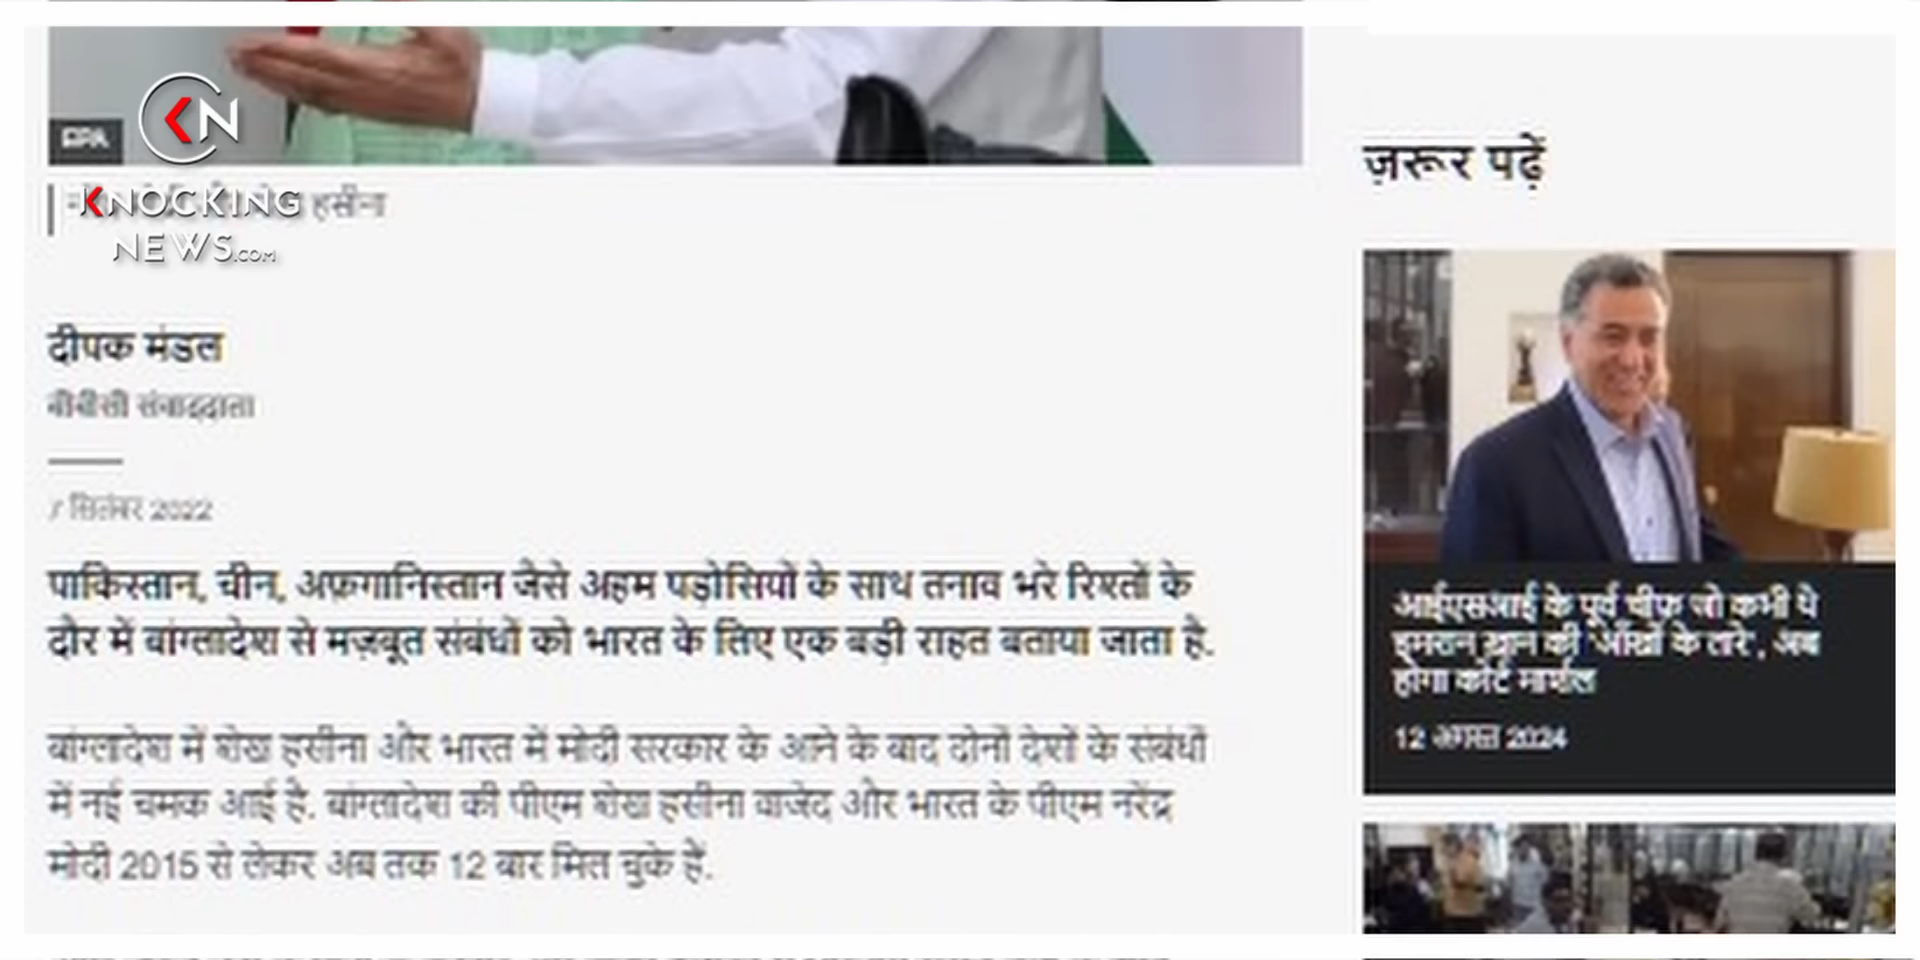 EPA
KN
KNOCKING
NEWS.COM
हसीना
दीपक मंडल
बीबीसी संवाददाता
7 सितंबर 2022
पाकिस्तान, चीन, अफ़ग़ानिस्तान जैसे अहम पड़ोसियों के साथ तनाव भरे रिश्तों के
दौर में बांग्लादेश से मज़बूत संबंधों को भारत के लिए एक बड़ी राहत बताया जाता है.
बांग्लादेश में शेख हसीना और भारत में मोदी सरकार के आने के बाद दोनों देशों के संबंधों
में नई चमक आई है. बांग्लादेश की पीएम शेख हसीना वाजेद और भारत के पीएम नरेंद्र
मोदी 2015 से लेकर अब तक 12 बार मिल चुके हैं.
ज़रूर पढ़ें
आईएसआई के पूर्व चीफ़ जो कभी थे
इमरान ख़ान की 'आँखों के तारे', अब
होगा कोर्ट मार्शल
12 अगस्त 2024